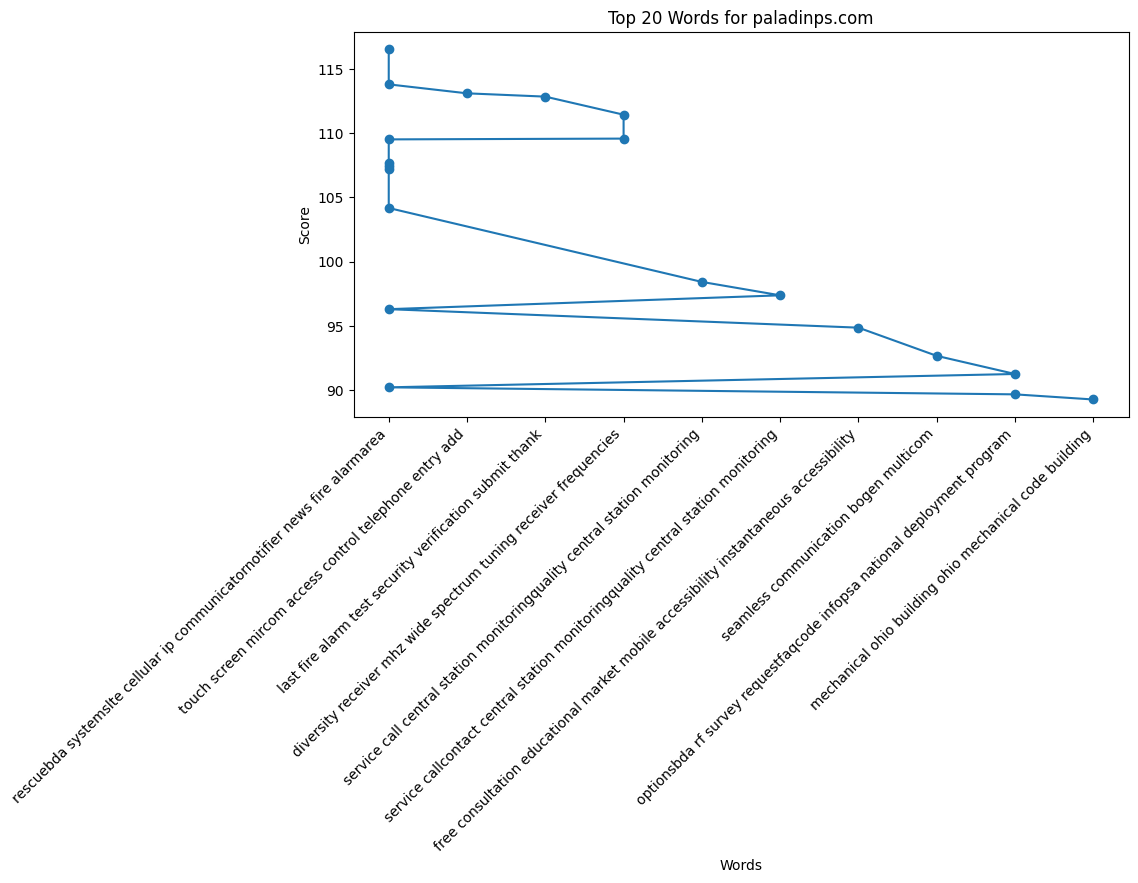 Top 20 Words for paladinps.com
Score
115
110
105
100
95
90
rescuebda systemslte cellular ip communicatornotifier news fire alarmarea
touch screen mircom access control telephone entry add
last fire alarm test security verification submit thank
diversity receiver mhz wide spectrum tuning receiver frequencies
service call central station monitoringquality central station monitoring
service callcontact central station monitoringquality central station monitoring
free consultation educational market mobile accessibility instantaneous accessibility
seamless communication bogen multicom
optionsbda rf survey requestfaqcode infopsa national deployment program
mechanical ohio building ohio mechanical code building
Words